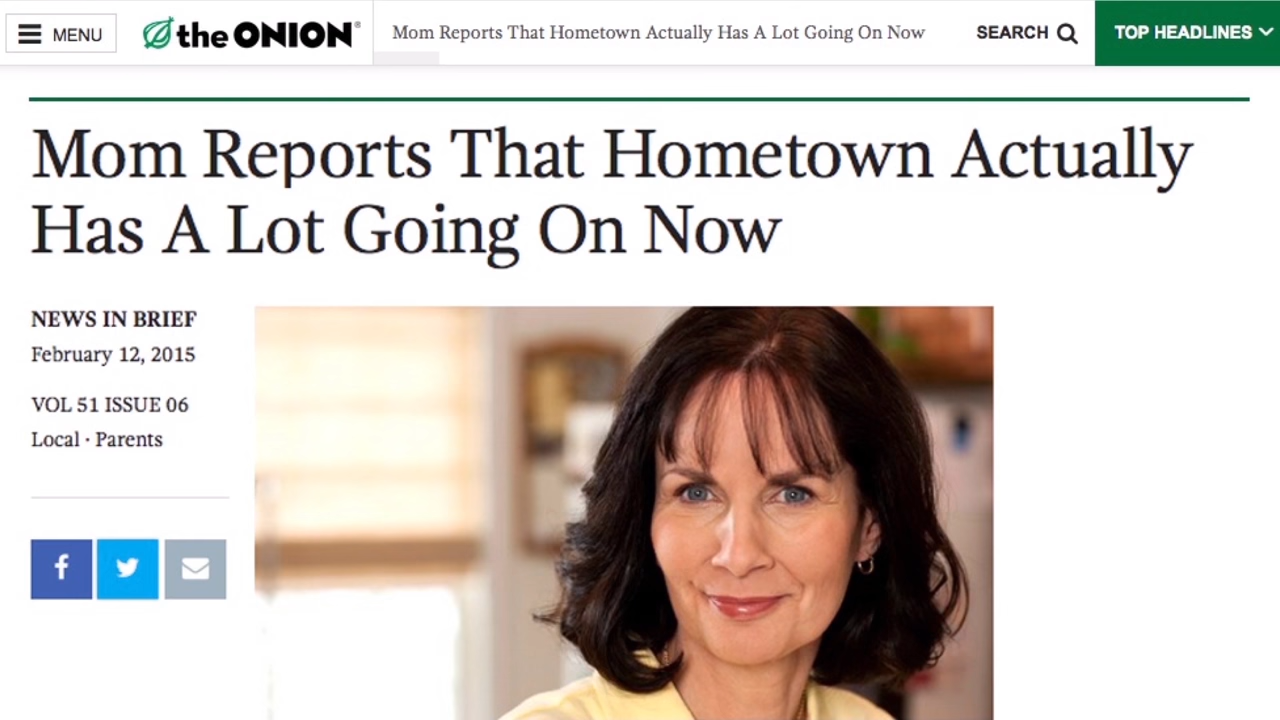 MENU
the ONION®
Mom Reports That Hometown Actually Has A Lot Going On Now
SEARCH
TOP HEADLINES
Mom Reports That Hometown Actually
Has A Lot Going On Now
NEWS IN BRIEF
February 12, 2015
VOL 51 ISSUE 06
Local · Parents
f